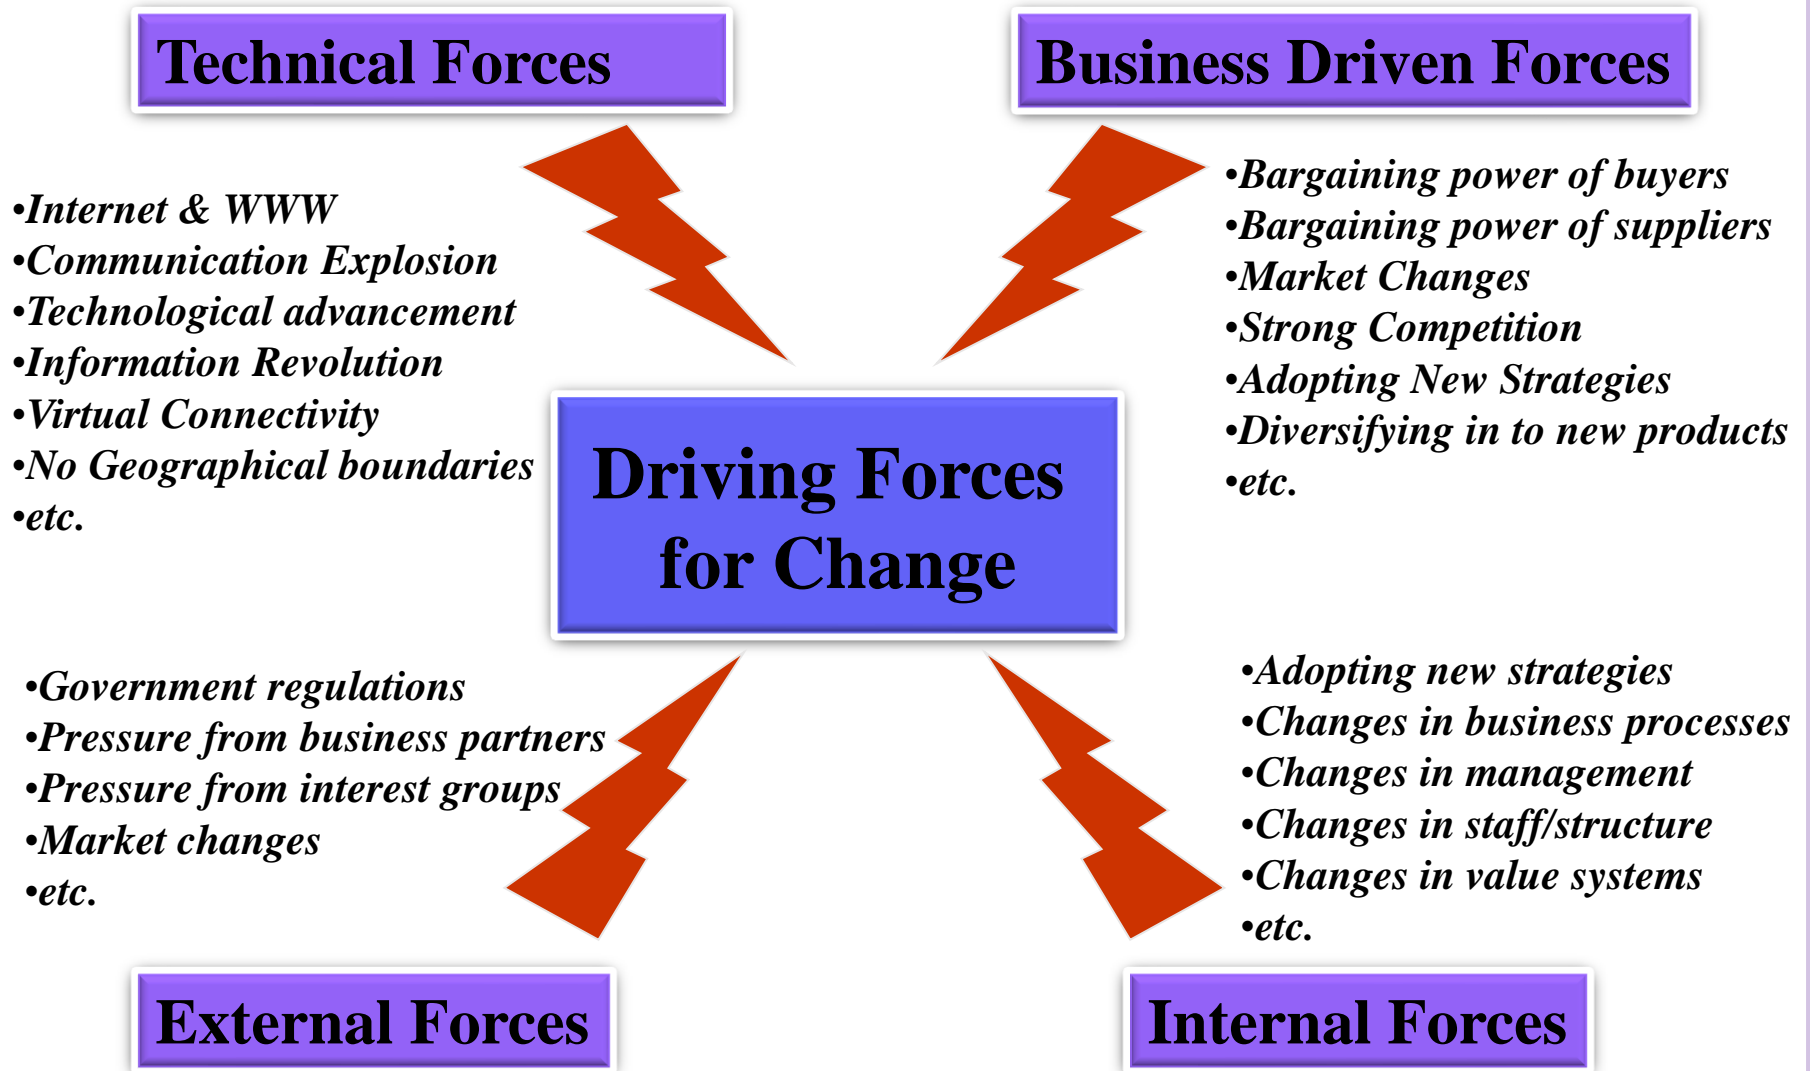 Technical Forces
•Internet & WWW
•Communication Explosion
•Technological advancement
•Information Revolution
•Virtual Connectivity
•No Geographical boundaries
•etc.
Business Driven Forces
•Bargaining power of buyers
•Bargaining power of suppliers
•Market Changes
•Strong Competition
•Adopting New Strategies
•Diversifying in to new products
•etc.
Driving Forces
for Change
•Government regulations
•Pressure from business partners
•Pressure from interest groups
•Market changes
•etc.
External Forces
•Adopting new strategies
•Changes in business processes
•Changes in management
•Changes in staff/structure
•Changes in value systems
•etc.
Internal Forces